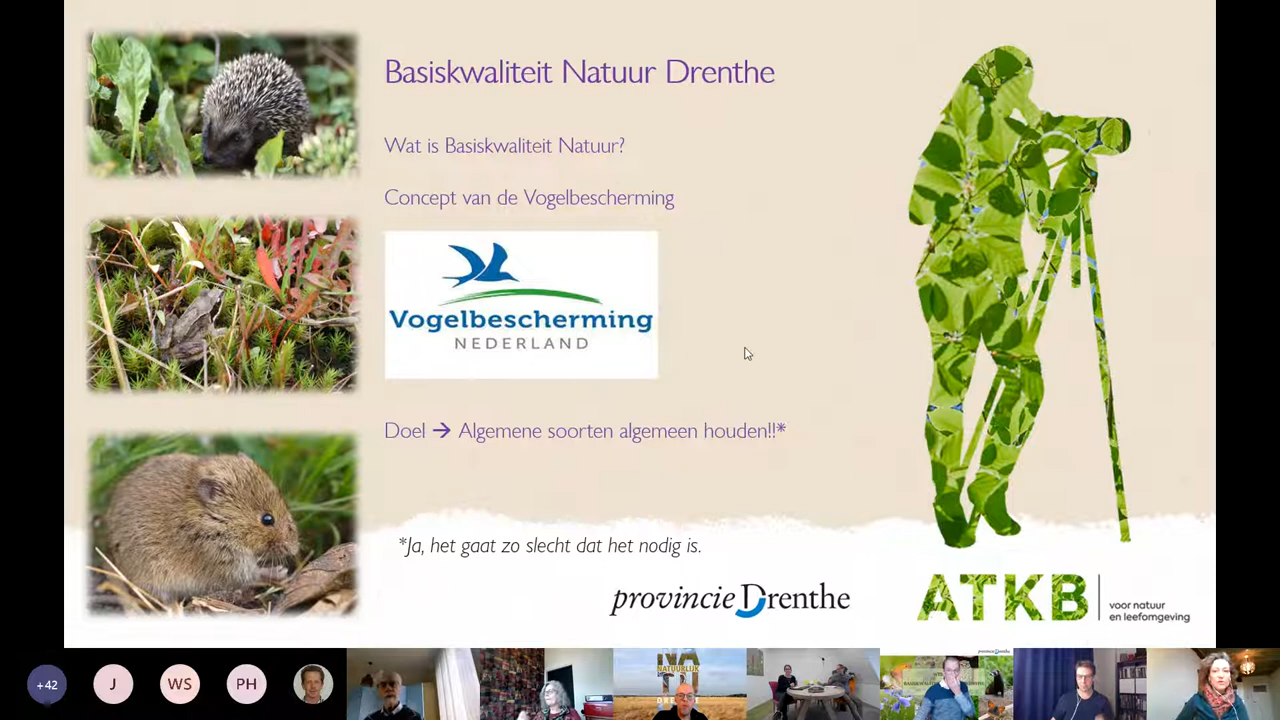 Basiskwaliteit Natuur Drenthe
Wat is Basiskwaliteit Natuur?
Concept van de Vogelbescherming
Vogelbescherming
NEDERLAND
Doel → Algemene soorten algemeen houden!!*
*Ja, het gaat zo slecht dat het nodig is.
provincie Drenthe
ATKB
voor natuur
en leefomgeving
+42
J
WS
PH
NATUURLIJK